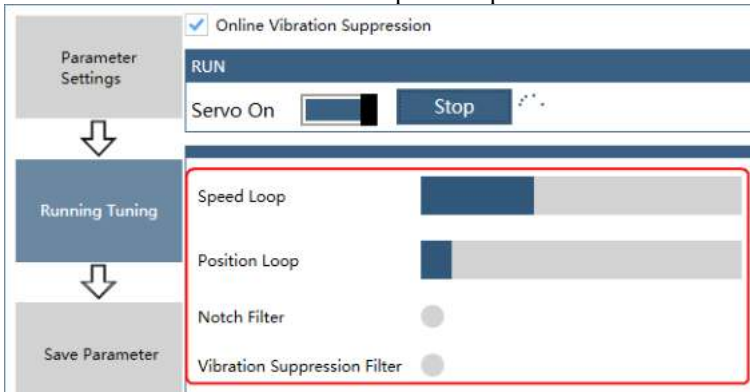 Online Vibration Suppression
Parameter
Settings
RUN
Servo On
Stop
Running Tuning
Speed Loop
Position Loop
Notch Filter
Save Parameter
Vibration Suppression Filter